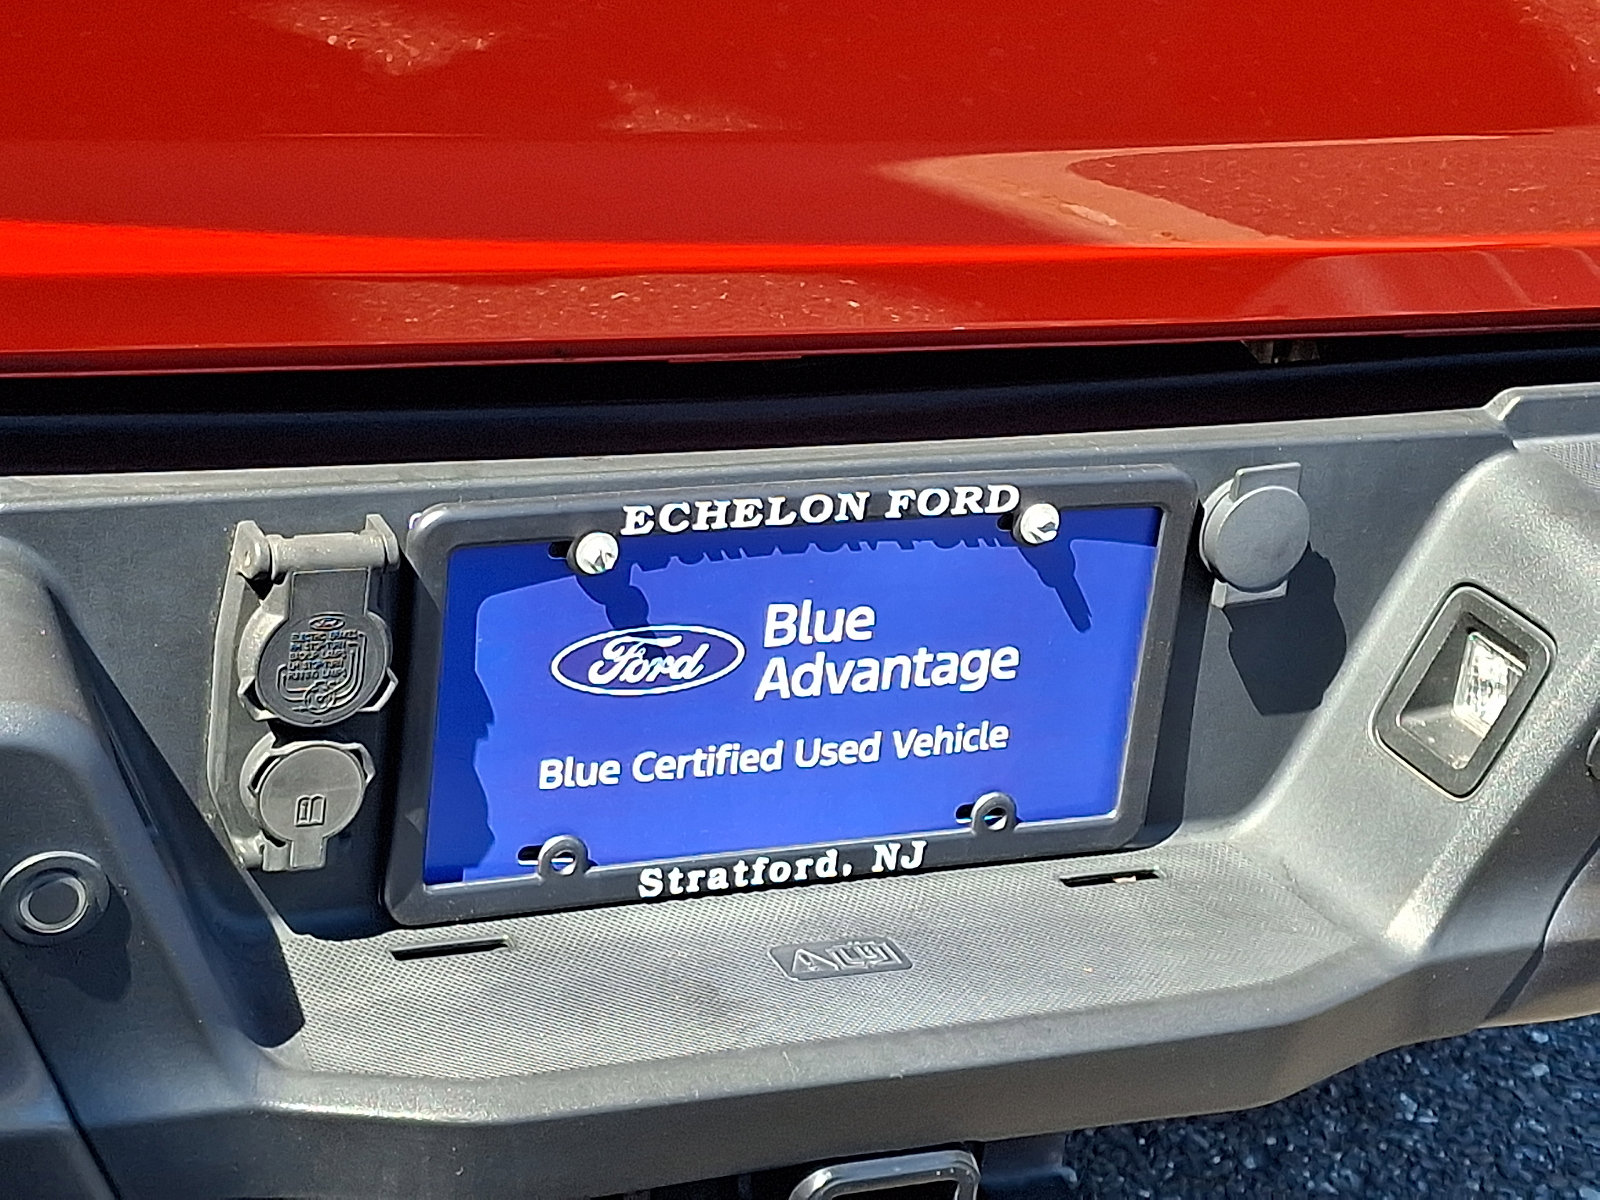 ECHELON FORD
Ford
Blue
Advantage
Blue Certified Used Vehicle
Stratford, NJ